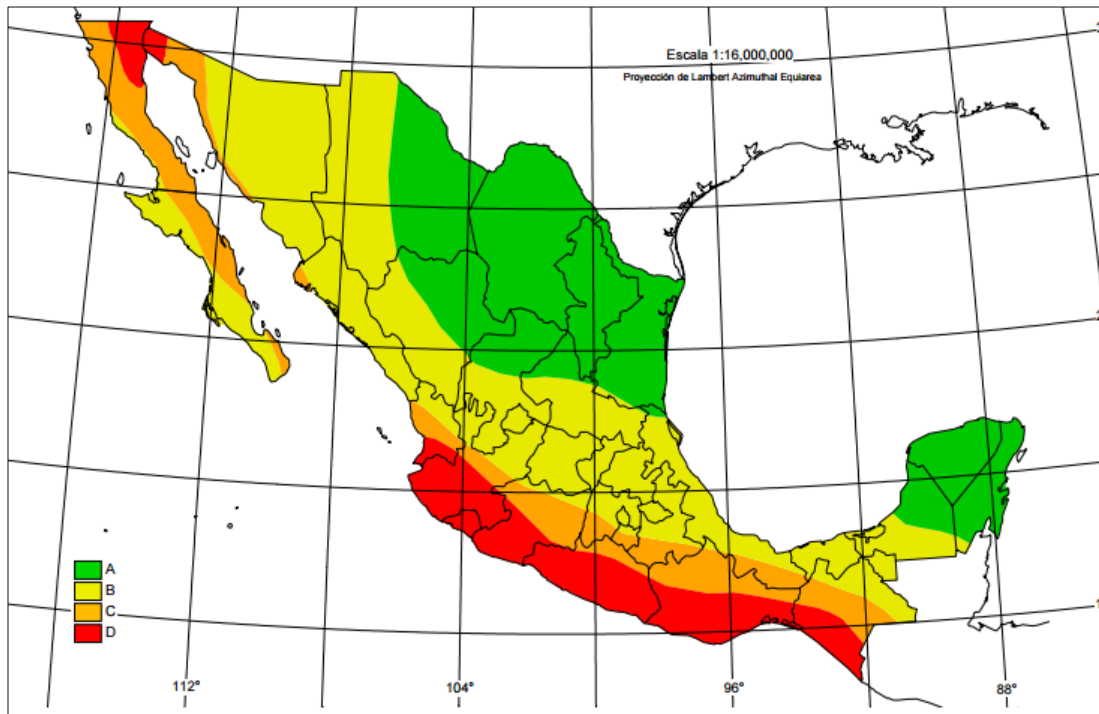 Escala 1:16,000,000
Proyección de Lambert Azimuthal Equiarea
A
B
C
D
112°
104°
96°
88°